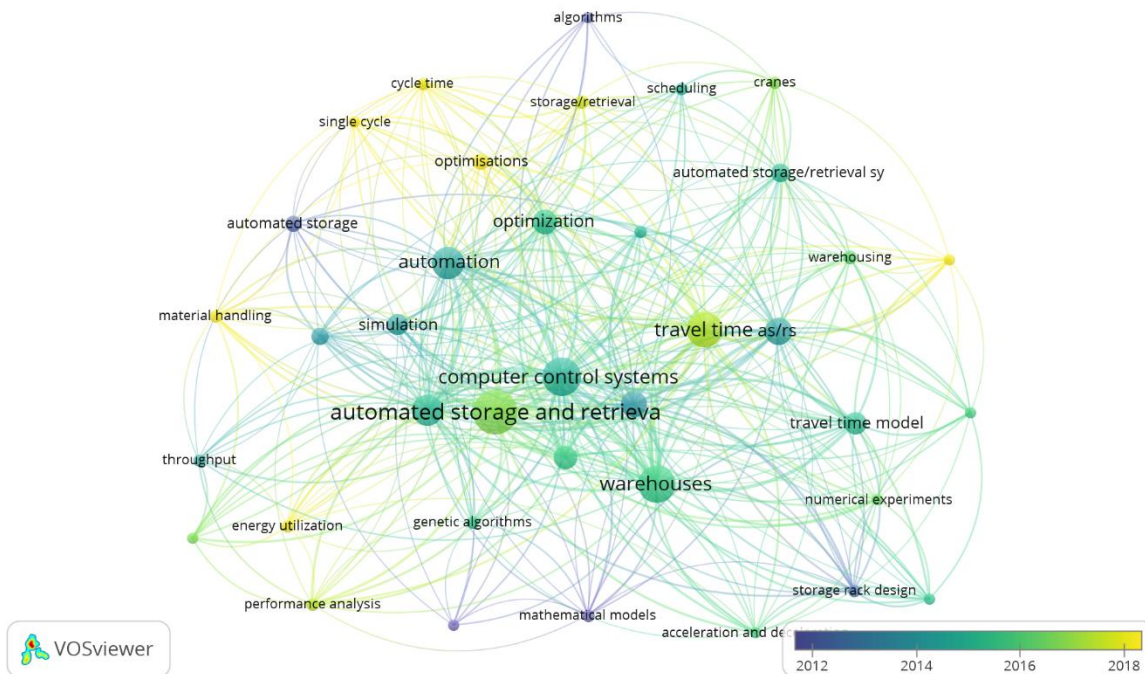 algorithms
cycle time
storage/retrieval
scheduling
cranes
single cycle
optimisations
automated storage/retrieval sy
automated storage
optimization
automation
warehousing
material handling
simulation
travel time
as/rs
computer control systems
automated storage and retrieva
travel time model
throughput
warehouses
numerical experiments
energy utilization
genetic algorithms
storage rack design
performance analysis
mathematical models
acceleration and deceleration
VOSviewer
2012 2014 2016 2018